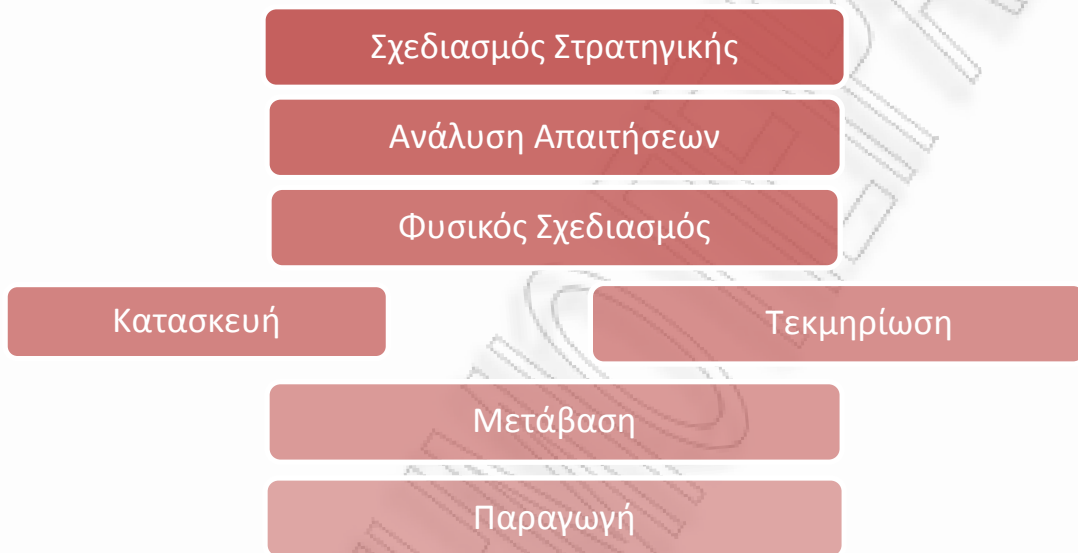 Σχεδιασμός Στρατηγικής
Ανάλυση Απαιτήσεων
Φυσικός Σχεδιασμός
Κατασκευή
Τεκμηρίωση
Μετάβαση
Παραγωγή